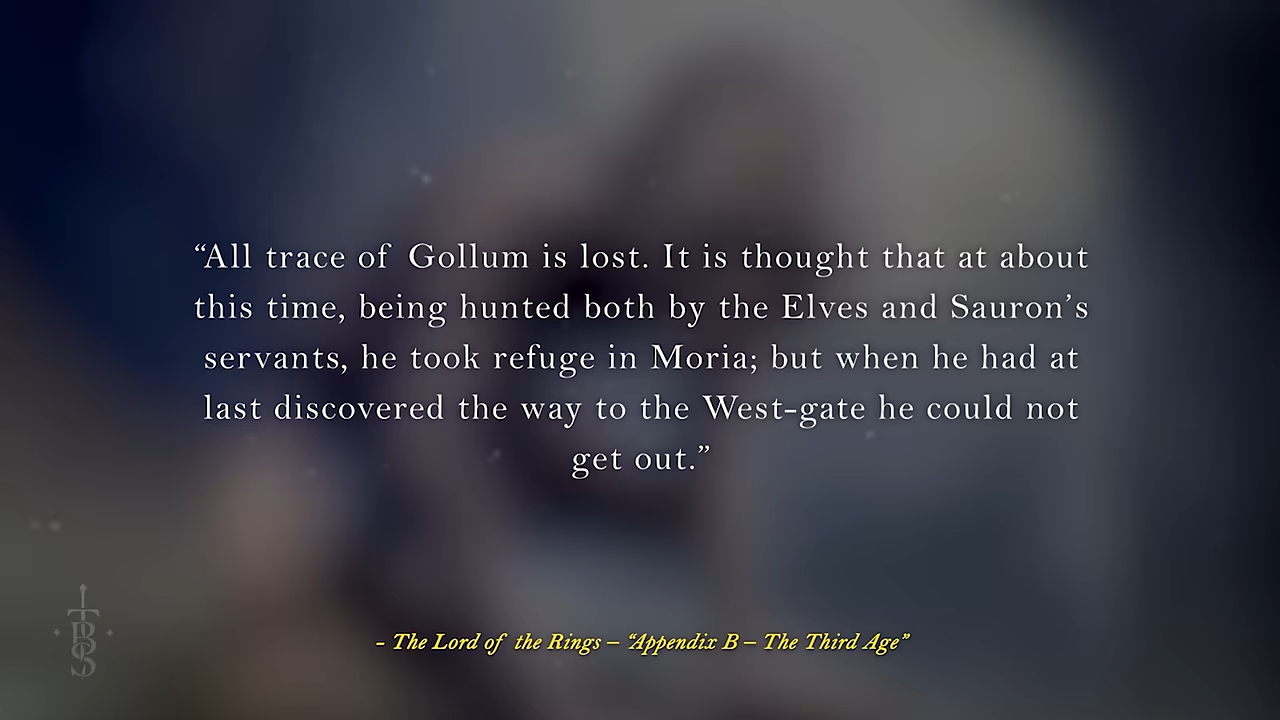 “All trace of Gollum is lost. It is thought that at about
this time, being hunted both by the Elves and Sauron’s
servants, he took refuge in Moria; but when he had at
last discovered the way to the West-gate he could not
get out.”
TBS
- The Lord of the Rings – “Appendix B – The Third Age”